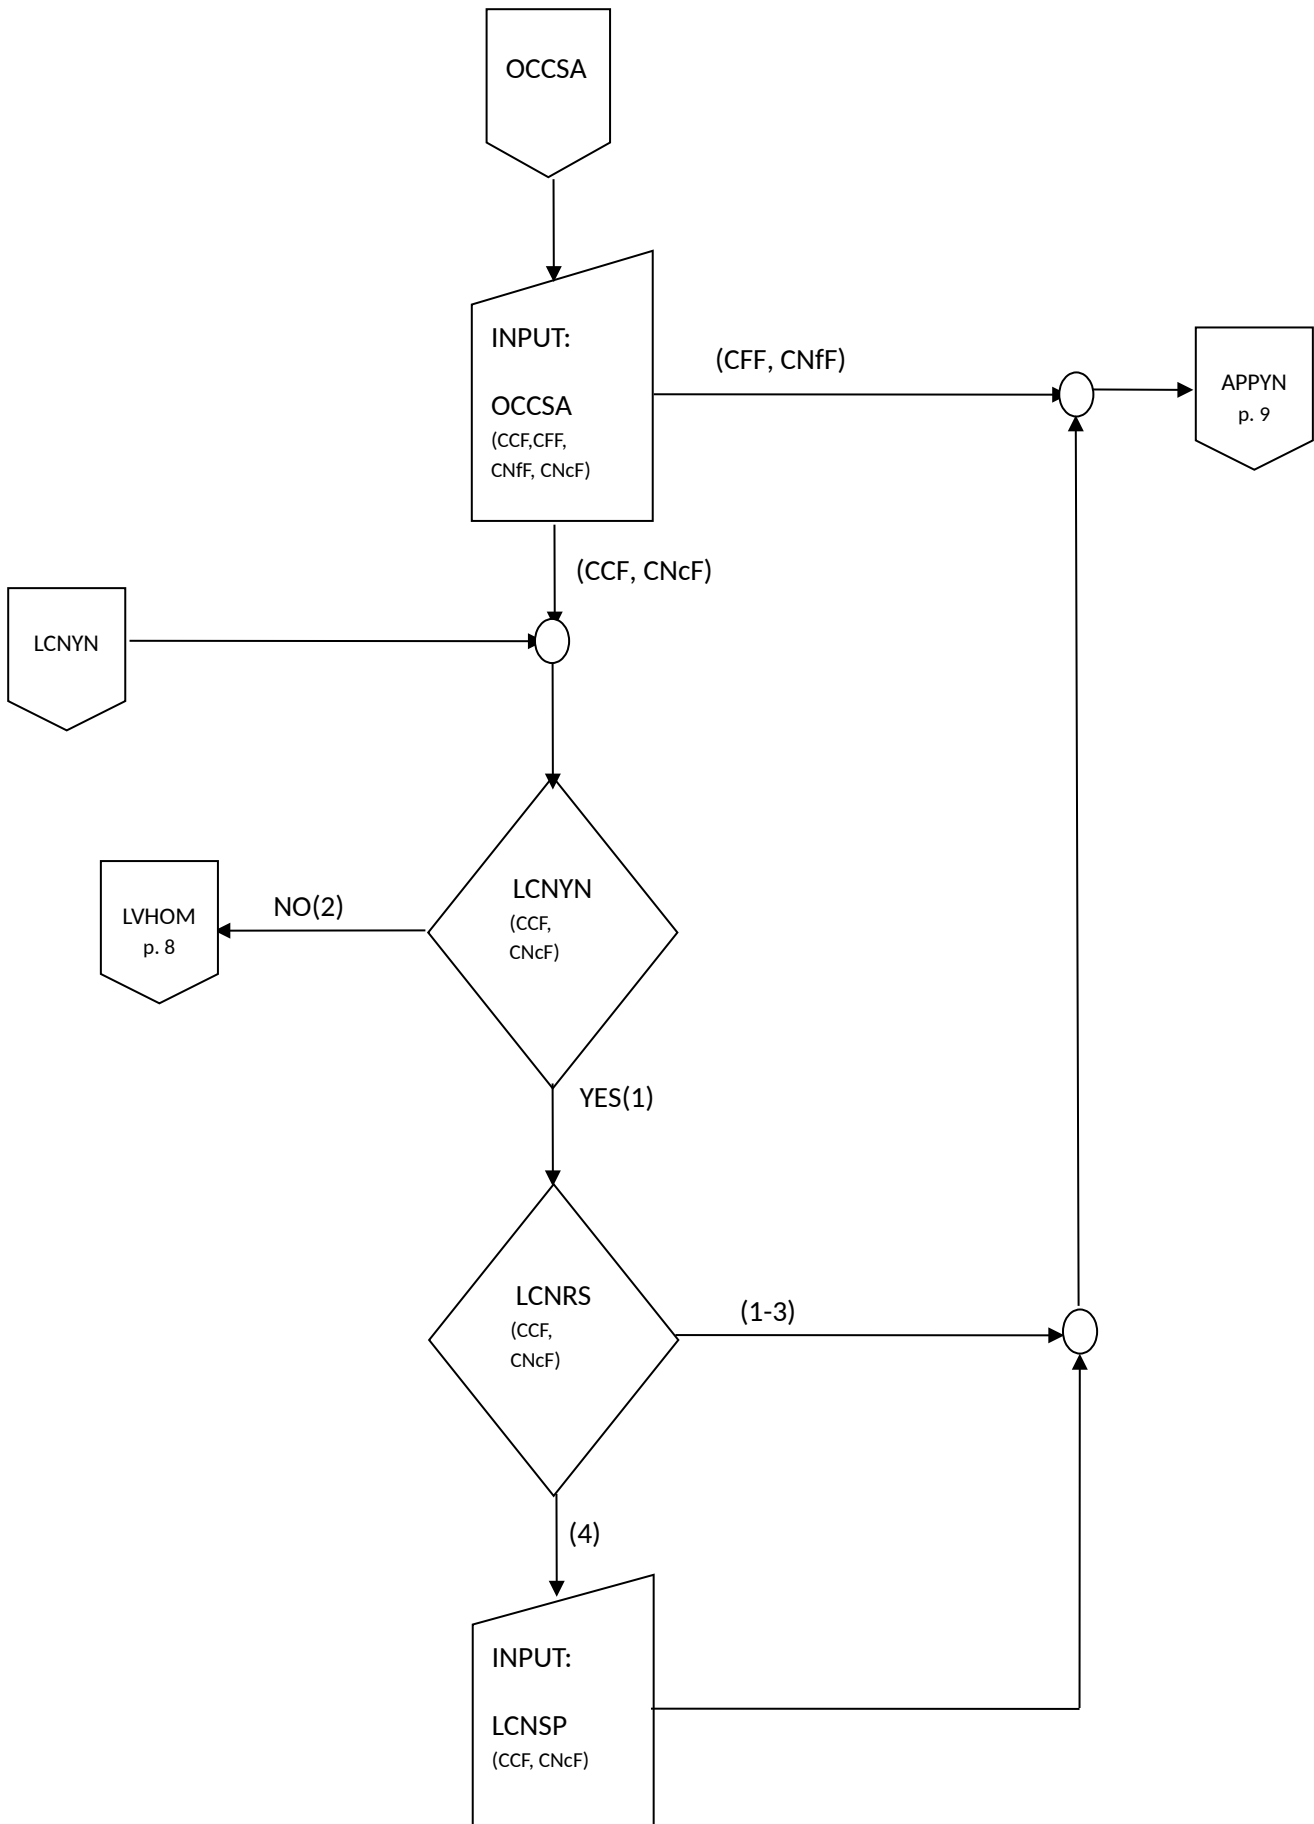 OCCSA
INPUT:
OCCSA
(CCF,CFF,
CNfF, CNcF)
(CFF, CNfF)
APPYN
p. 9
(CCF, CNcF)
LCNYN
LCNYN
(CCF,
CNcF)
NO(2)
LVHOM
p. 8
YES(1)
LCNRS
(CCF,
CNcF)
(1-3)
(4)
INPUT:
LCNSP
(CCF, CNcF)